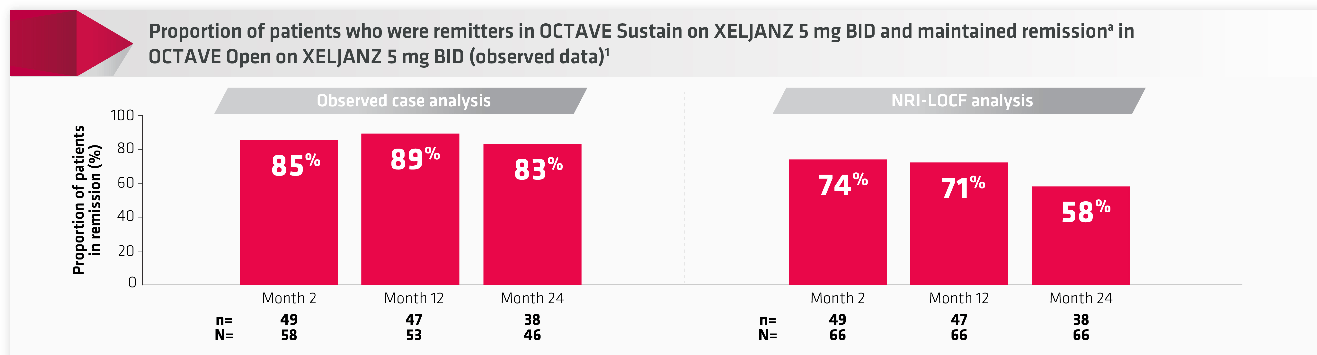 Proportion of patients who were remitters in OCTAVE Sustain on XELJANZ 5 mg BID and maintained remissionᵃ in
OCTAVE Open on XELJANZ 5 mg BID (observed data)¹
Observed case analysis
NRI-LOCF analysis
Proportion of patients
in remission (%)
100
80
60
40
20
0
85%
89%
83%
74%
71%
58%
Month 2 Month 12 Month 24
Month 2 Month 12 Month 24
n= 49 47 38
N= 58 53 46
n= 49 47 38
N= 66 66 66